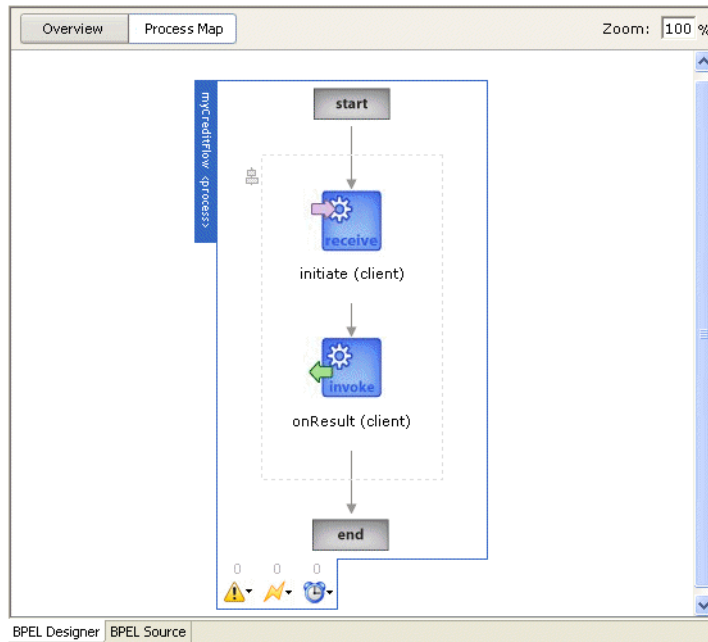 Overview Process Map Zoom: 100 %
myCreditFlow <process>
start
receive
initiate (client)
invoke
onResult (client)
end
0 0 0
BPEL Designer BPEL Source